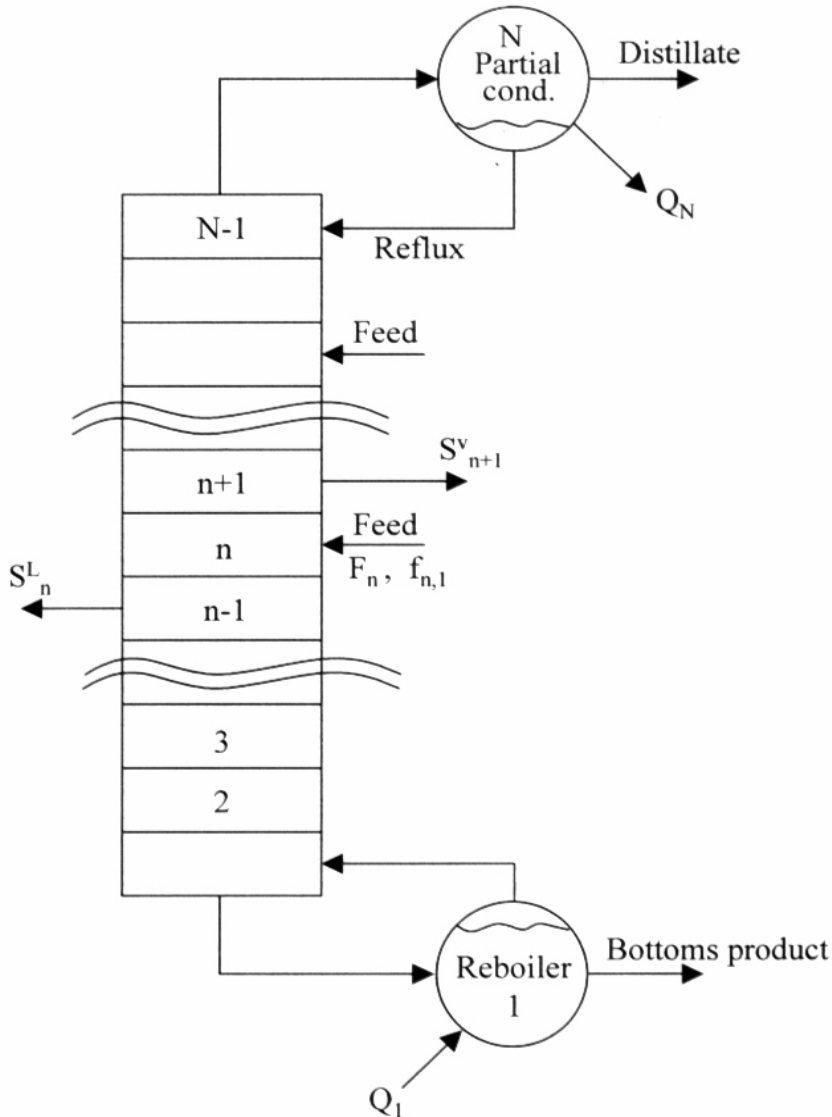 N
Partial
cond.
Distillate
Q_N
N-1
Reflux
Feed
n+1
S^v_{n+1}
n
Feed
F_n , f_{n,1}
S^L_n
n-1
3
2
Bottoms product
Reboiler
1
Q_1